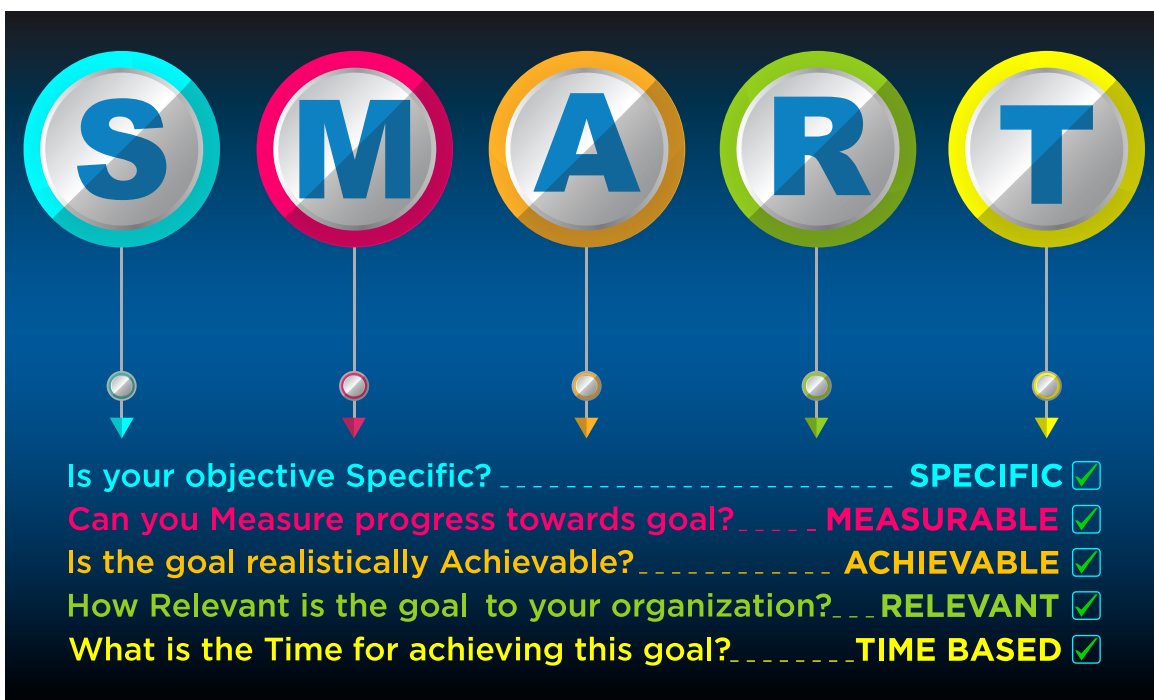 S M A R T
Is your objective Specific? _ _ _ _ _ _ _ _ _ _ _ _ _ _ _ _ _ _ _ _ _ _ _ _ SPECIFIC ☑
Can you Measure progress towards goal? _ _ _ _ _ MEASURABLE ☑
Is the goal realistically Achievable? _ _ _ _ _ _ _ _ _ _ _ _ ACHIEVABLE ☑
How Relevant is the goal to your organization? _ _ _ RELEVANT ☑
What is the Time for achieving this goal? _ _ _ _ _ _ _ _ TIME BASED ☑